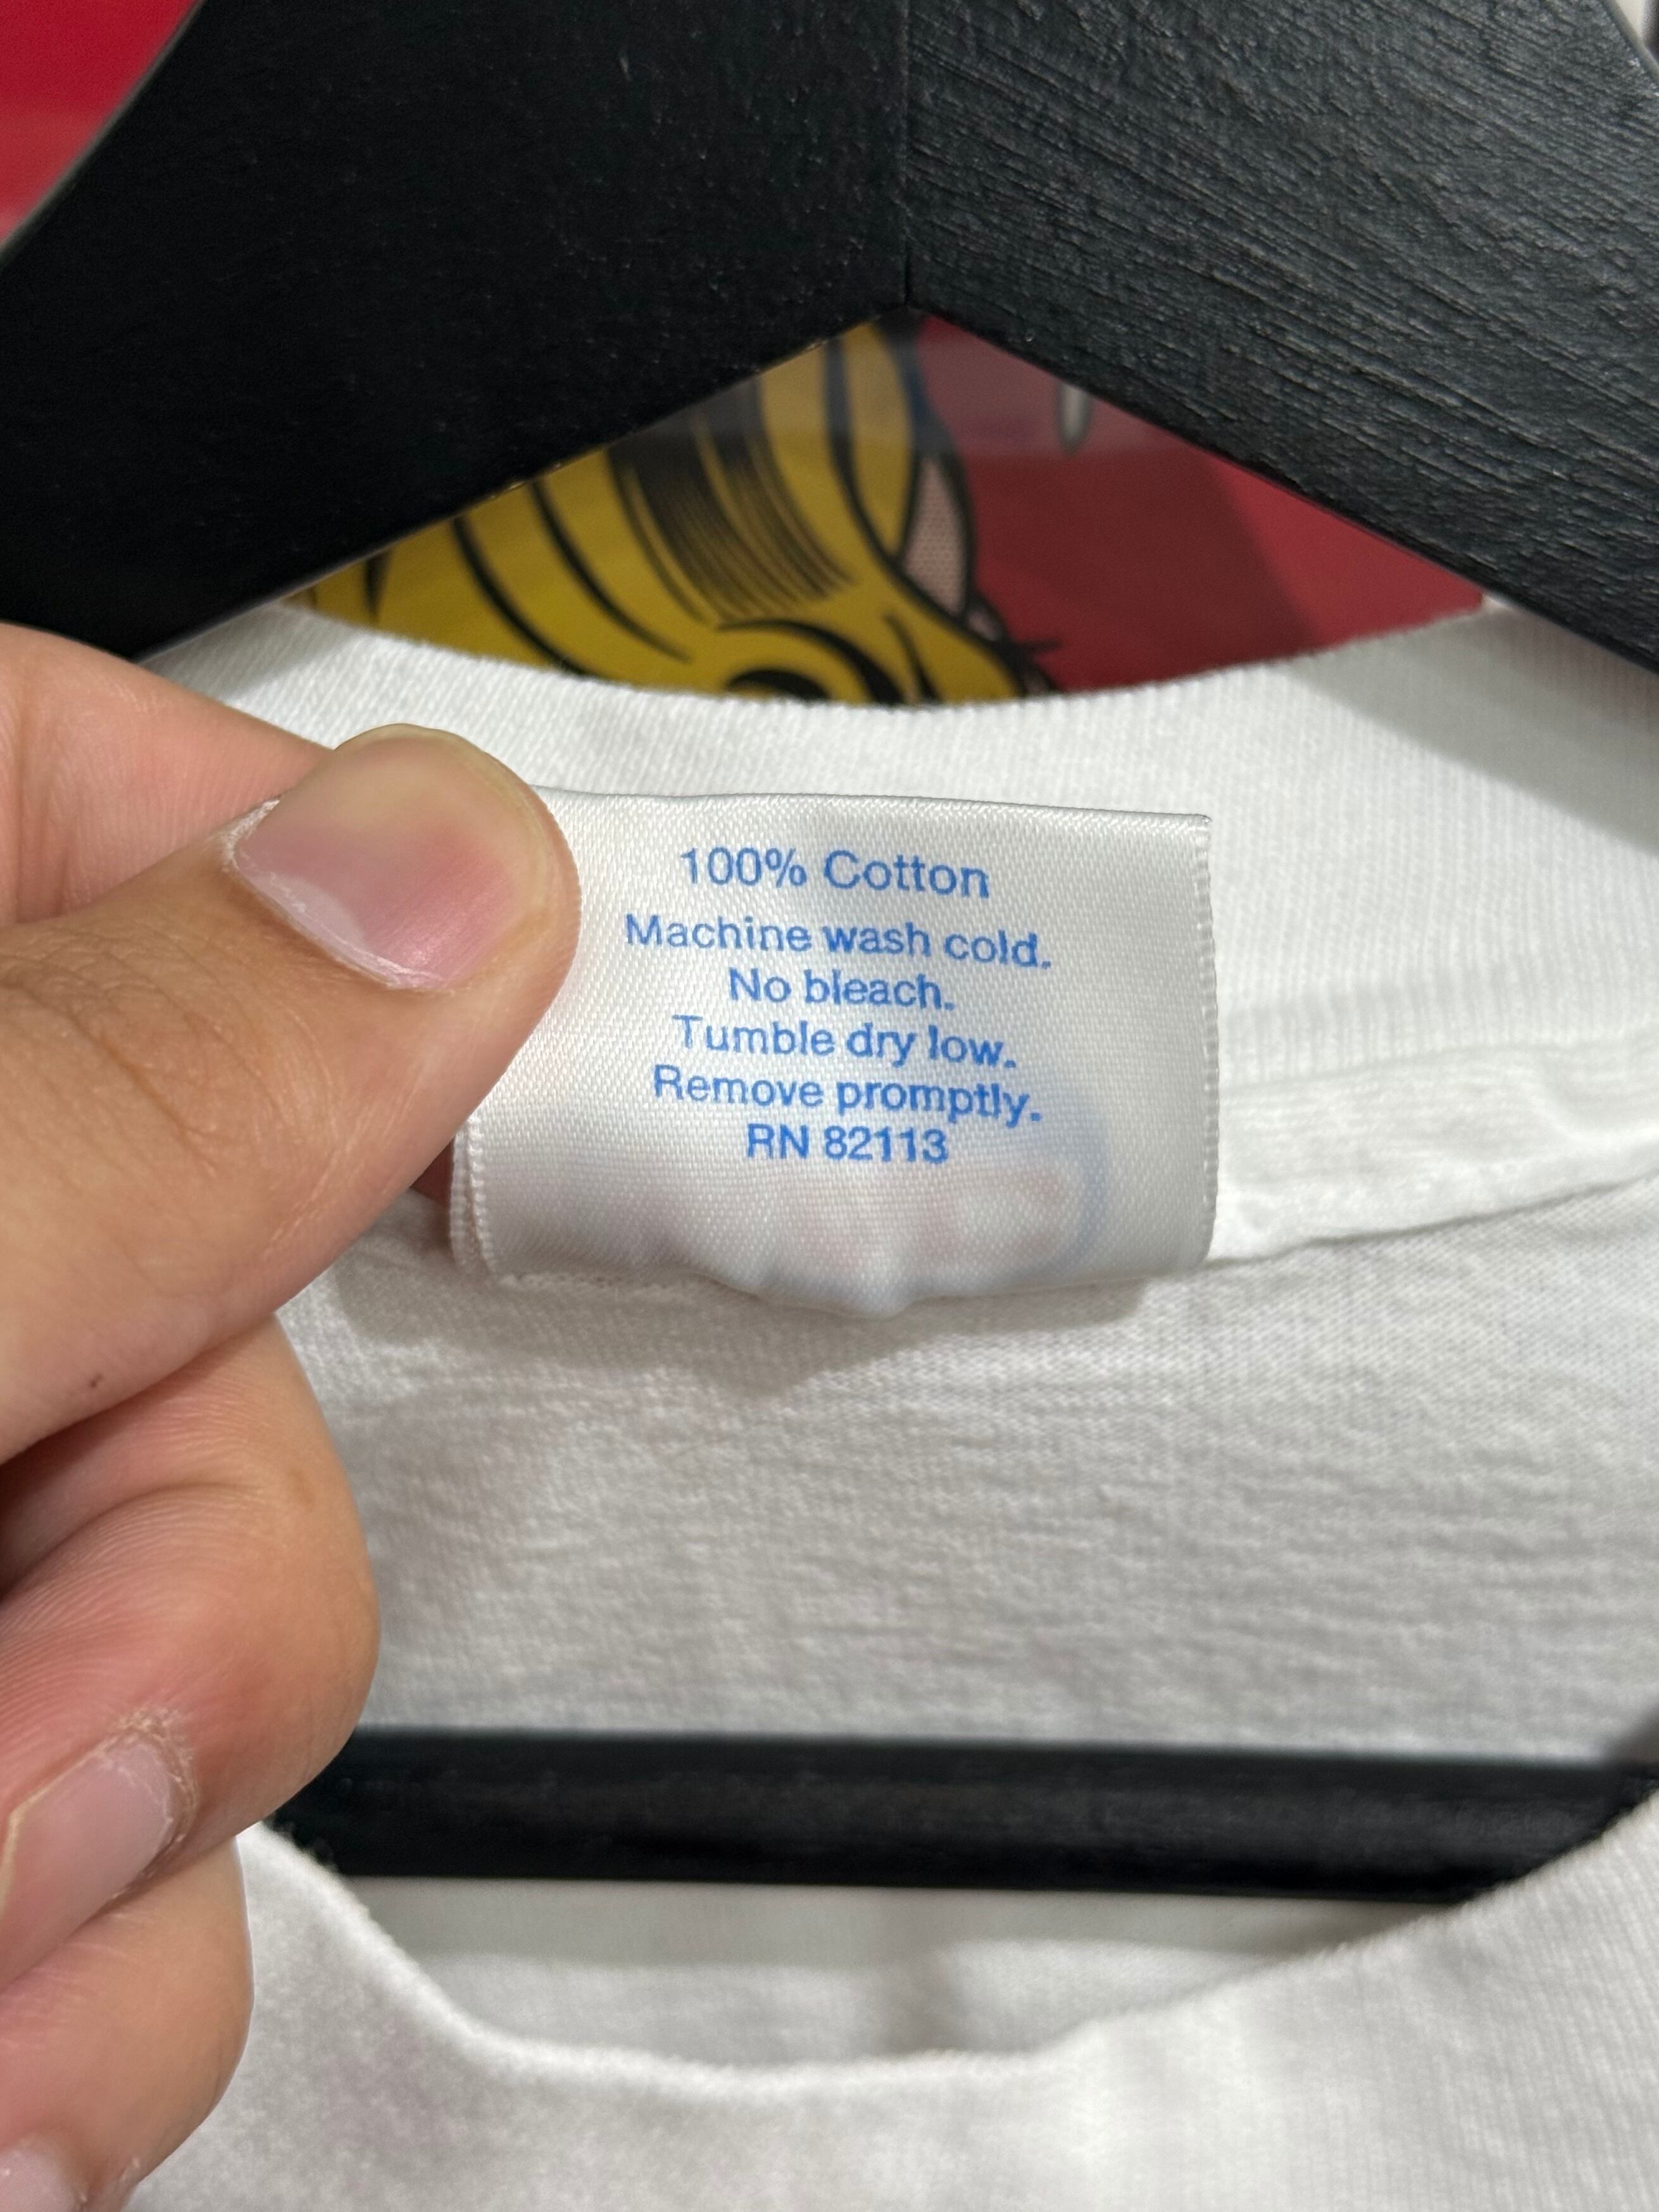 100% Cotton
Machine wash cold.
No bleach.
Tumble dry low.
Remove promptly.
RN 82113